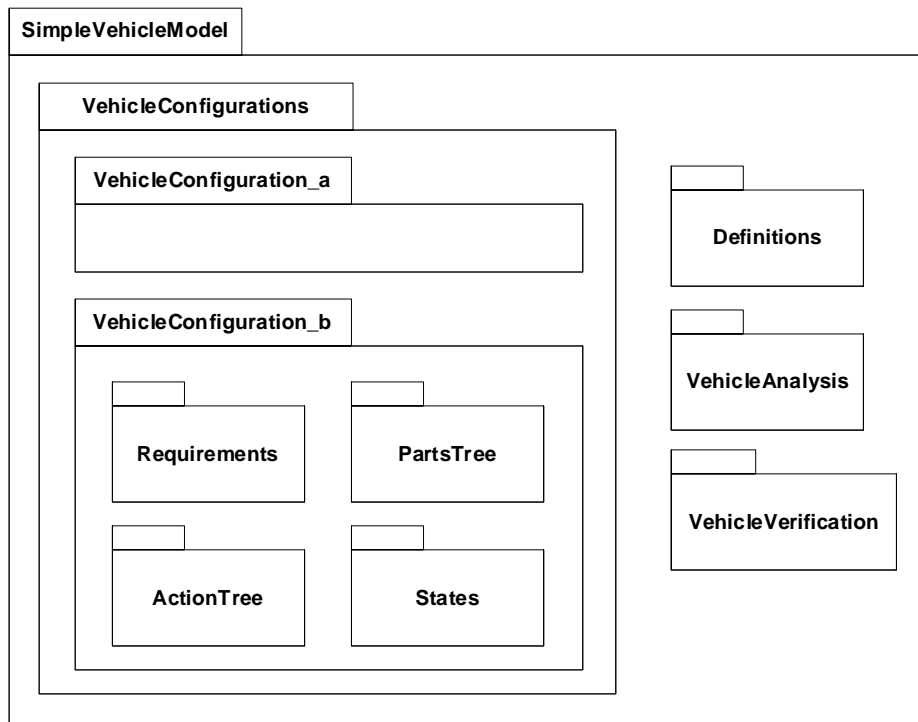 SimpleVehicleModel
VehicleConfigurations
VehicleConfiguration_a
VehicleConfiguration_b
Requirements
PartsTree
ActionTree
States
Definitions
VehicleAnalysis
VehicleVerification